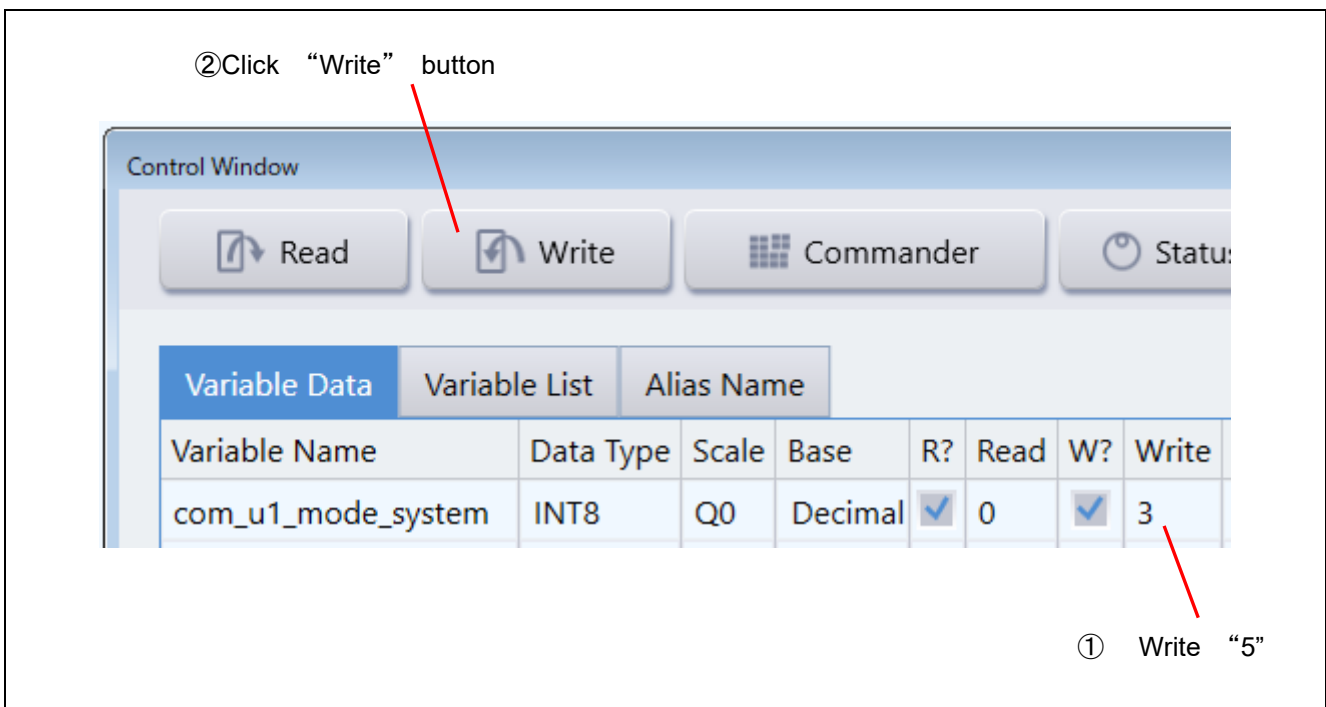 ②Click “Write” button
Control Window
Read Write Commander Statu
Variable Data Variable List Alias Name
Variable Name Data Type Scale Base R? Read W? Write
com_u1_mode_system INT8 Q0 Decimal 0 3
① Write “5”